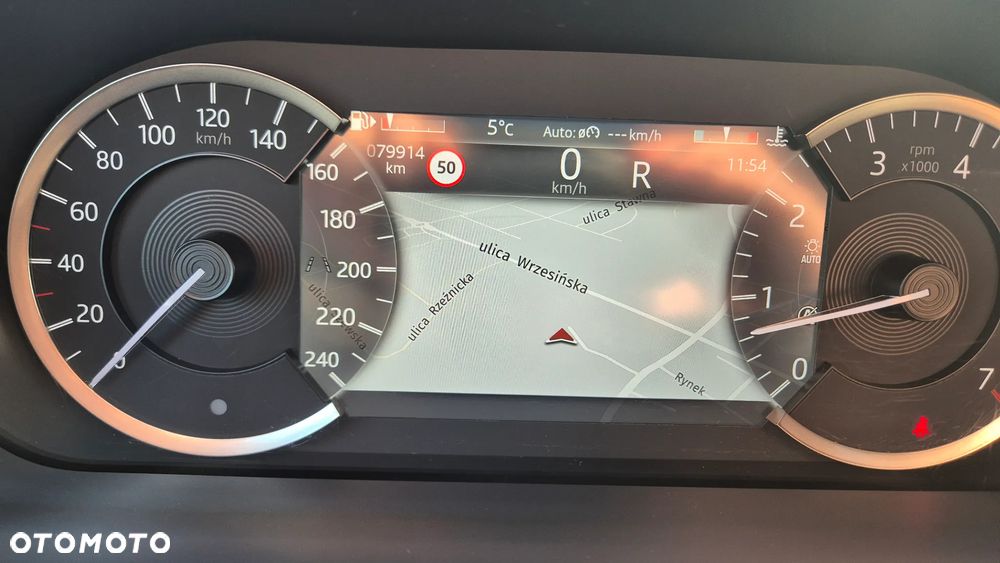 120
100
km/h
140
80
60
40
20
0
160
180
200
220
240
5°C
Auto:
---km/h
079914
km
50
0
km/h
R
11:54
ulica Stawna
ulica Wrzesińska
ulica Rzeźnicka
Rynek
rpm
x1000
3
4
2
1
0
7
AUTO
OTOMOTO